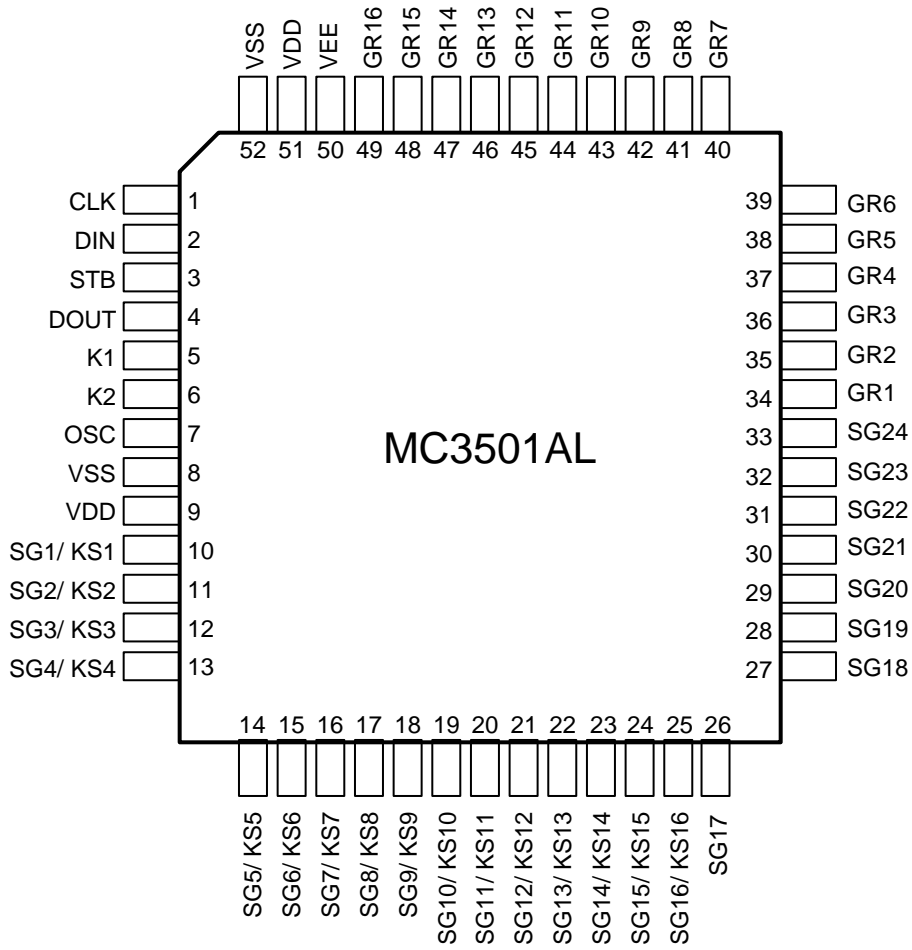 VSS
VDD
VEE
GR16
GR15
GR14
GR13
GR12
GR11
GR10
GR9
GR8
GR7
52 51 50 49 48 47 46 45 44 43 42 41 40
CLK 1
DIN 2
STB 3
DOUT 4
K1 5
K2 6
OSC 7
VSS 8
VDD 9
SG1/ KS1 10
SG2/ KS2 11
SG3/ KS3 12
SG4/ KS4 13
MC3501AL
39 GR6
38 GR5
37 GR4
36 GR3
35 GR2
34 GR1
33 SG24
32 SG23
31 SG22
30 SG21
29 SG20
28 SG19
27 SG18
14 15 16 17 18 19 20 21 22 23 24 25 26
SG5/ KS5
SG6/ KS6
SG7/ KS7
SG8/ KS8
SG9/ KS9
SG10/ KS10
SG11/ KS11
SG12/ KS12
SG13/ KS13
SG14/ KS14
SG15/ KS15
SG16/ KS16
SG17